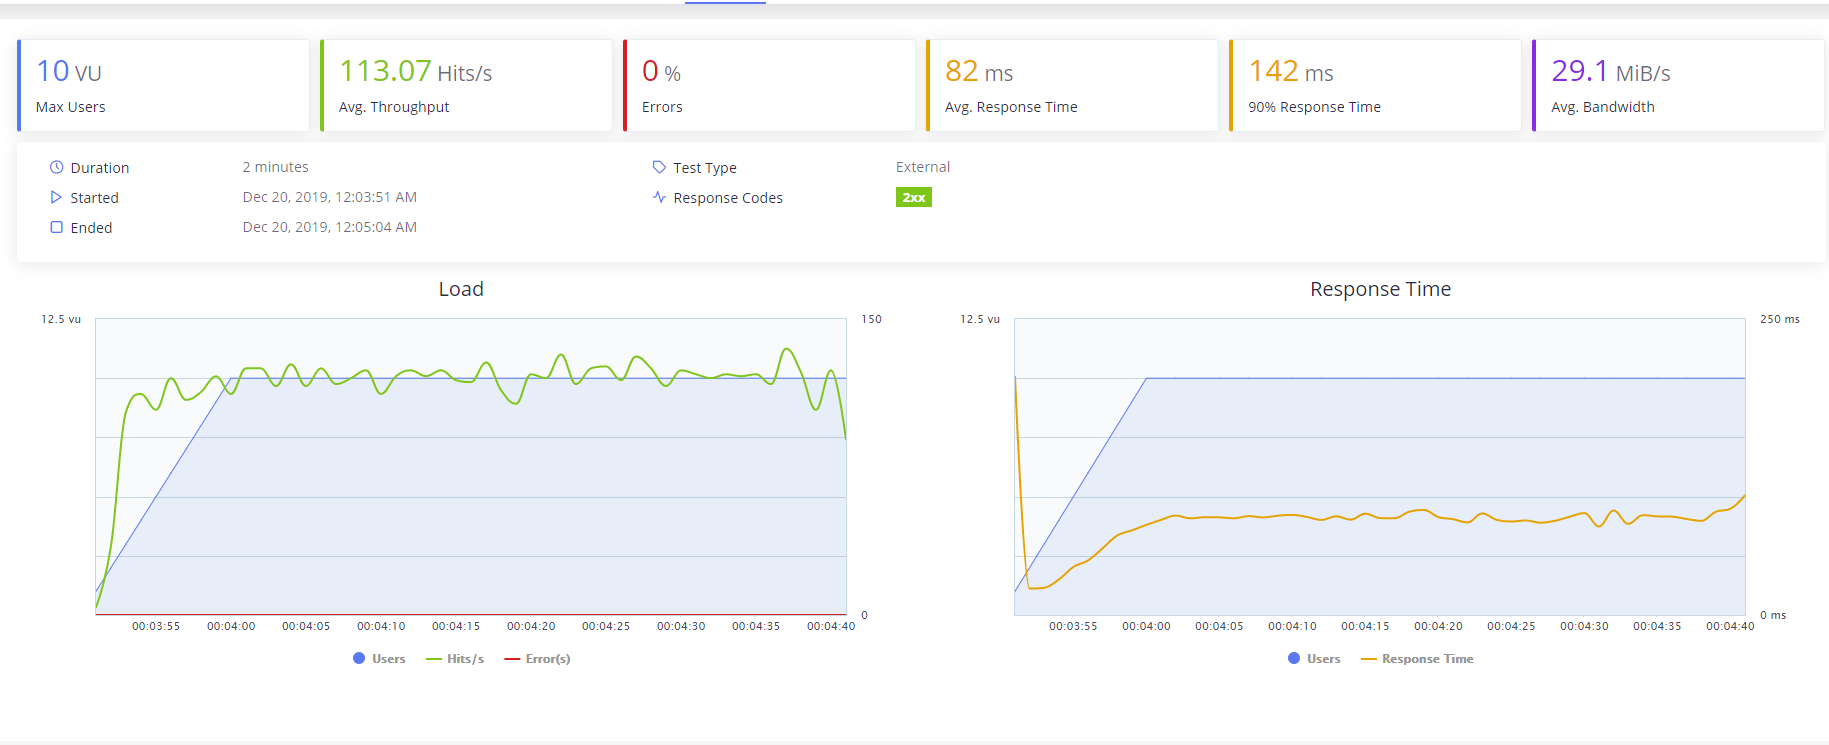 10 VU
Max Users
113.07 Hits/s
Avg. Throughput
0 %
Errors
82 ms
Avg. Response Time
142 ms
90% Response Time
29.1 MiB/s
Avg. Bandwidth
Duration 2 minutes
Started Dec 20, 2019, 12:03:51 AM
Ended Dec 20, 2019, 12:05:04 AM
Test Type External
Response Codes 2xx
Load
12.5 vu 150
0
00:03:55 00:04:00 00:04:05 00:04:10 00:04:15 00:04:20 00:04:25 00:04:30 00:04:35 00:04:40
Users Hits/s Error(s)
Response Time
12.5 vu 250 ms
0 ms
00:03:55 00:04:00 00:04:05 00:04:10 00:04:15 00:04:20 00:04:25 00:04:30 00:04:35 00:04:40
Users Response Time